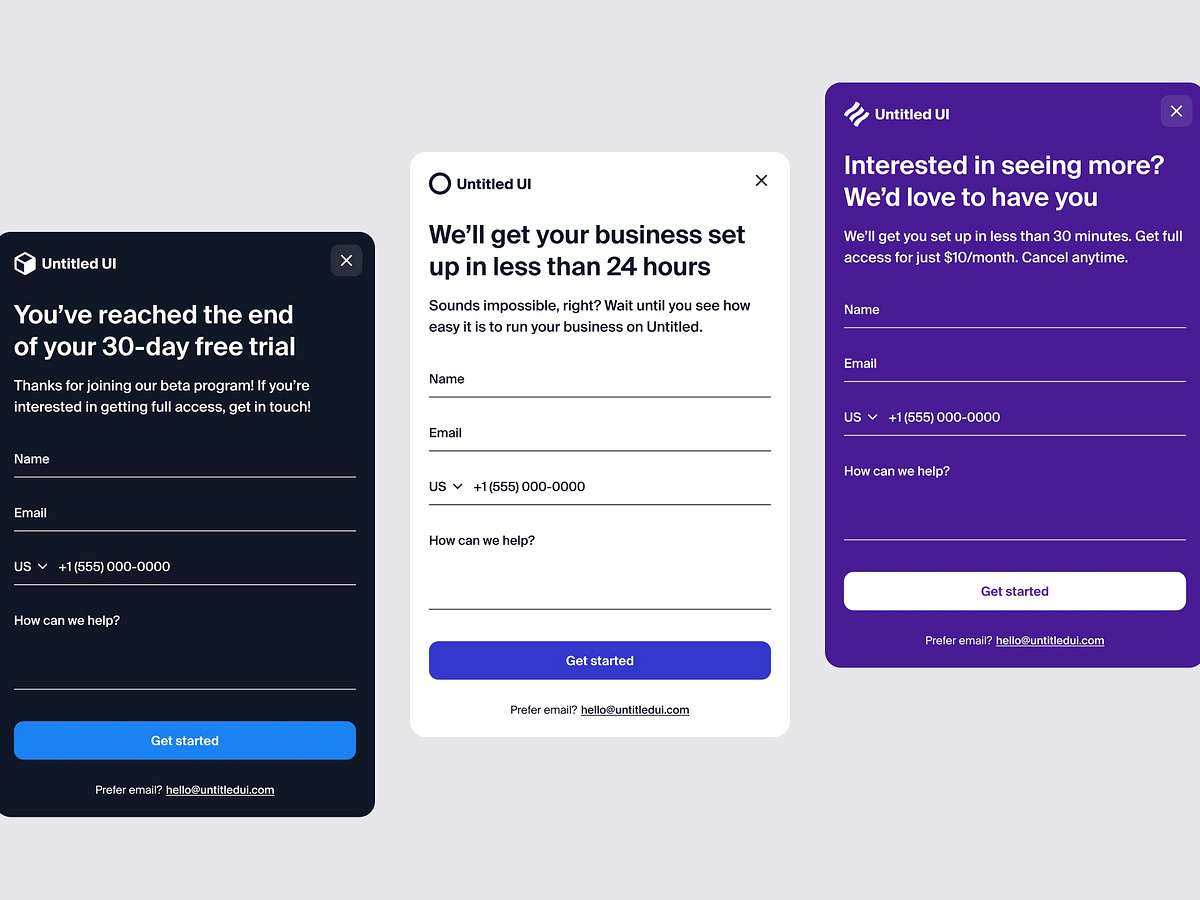 Untitled UI
You’ve reached the end
of your 30-day free trial
Thanks for joining our beta program! If you’re
interested in getting full access, get in touch!
Name
Email
US +1 (555) 000-0000
How can we help?
Get started
Prefer email? hello@untitledui.com
Untitled UI
We’ll get your business set
up in less than 24 hours
Sounds impossible, right? Wait until you see how
easy it is to run your business on Untitled.
Name
Email
US +1 (555) 000-0000
How can we help?
Get started
Prefer email? hello@untitledui.com
Untitled UI
Interested in seeing more?
We’d love to have you
We’ll get you set up in less than 30 minutes. Get full
access for just $10/month. Cancel anytime.
Name
Email
US +1 (555) 000-0000
How can we help?
Get started
Prefer email? hello@untitledui.com